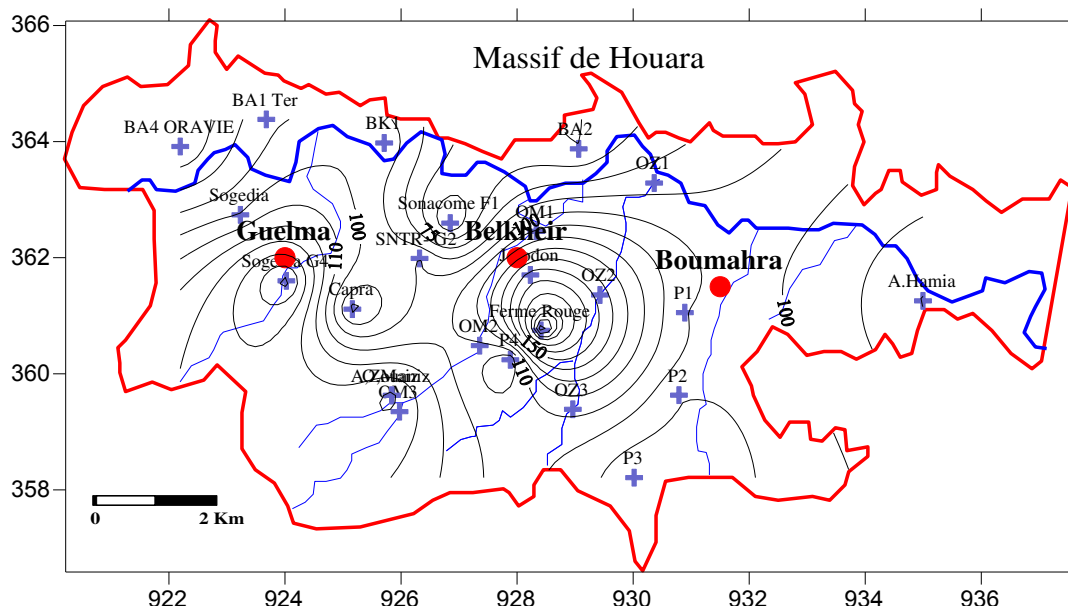 366
Massif de Houara
BA1 Ter
BA4 ORAVIE
BK1
BA2
364
OZ1
Sogedia
Sonacome F1
OM1
100
75
Guelma
Belkheir
SNTR G2
110
362
Boumahra
Sogedia G4
OZ2
A.Hamia
Capra
P1
100
Ferme Rouge
OM2
P4
150
110
360
P2
OM3
OZ3
P3
358
0
2 Km
922
924
926
928
930
932
934
936